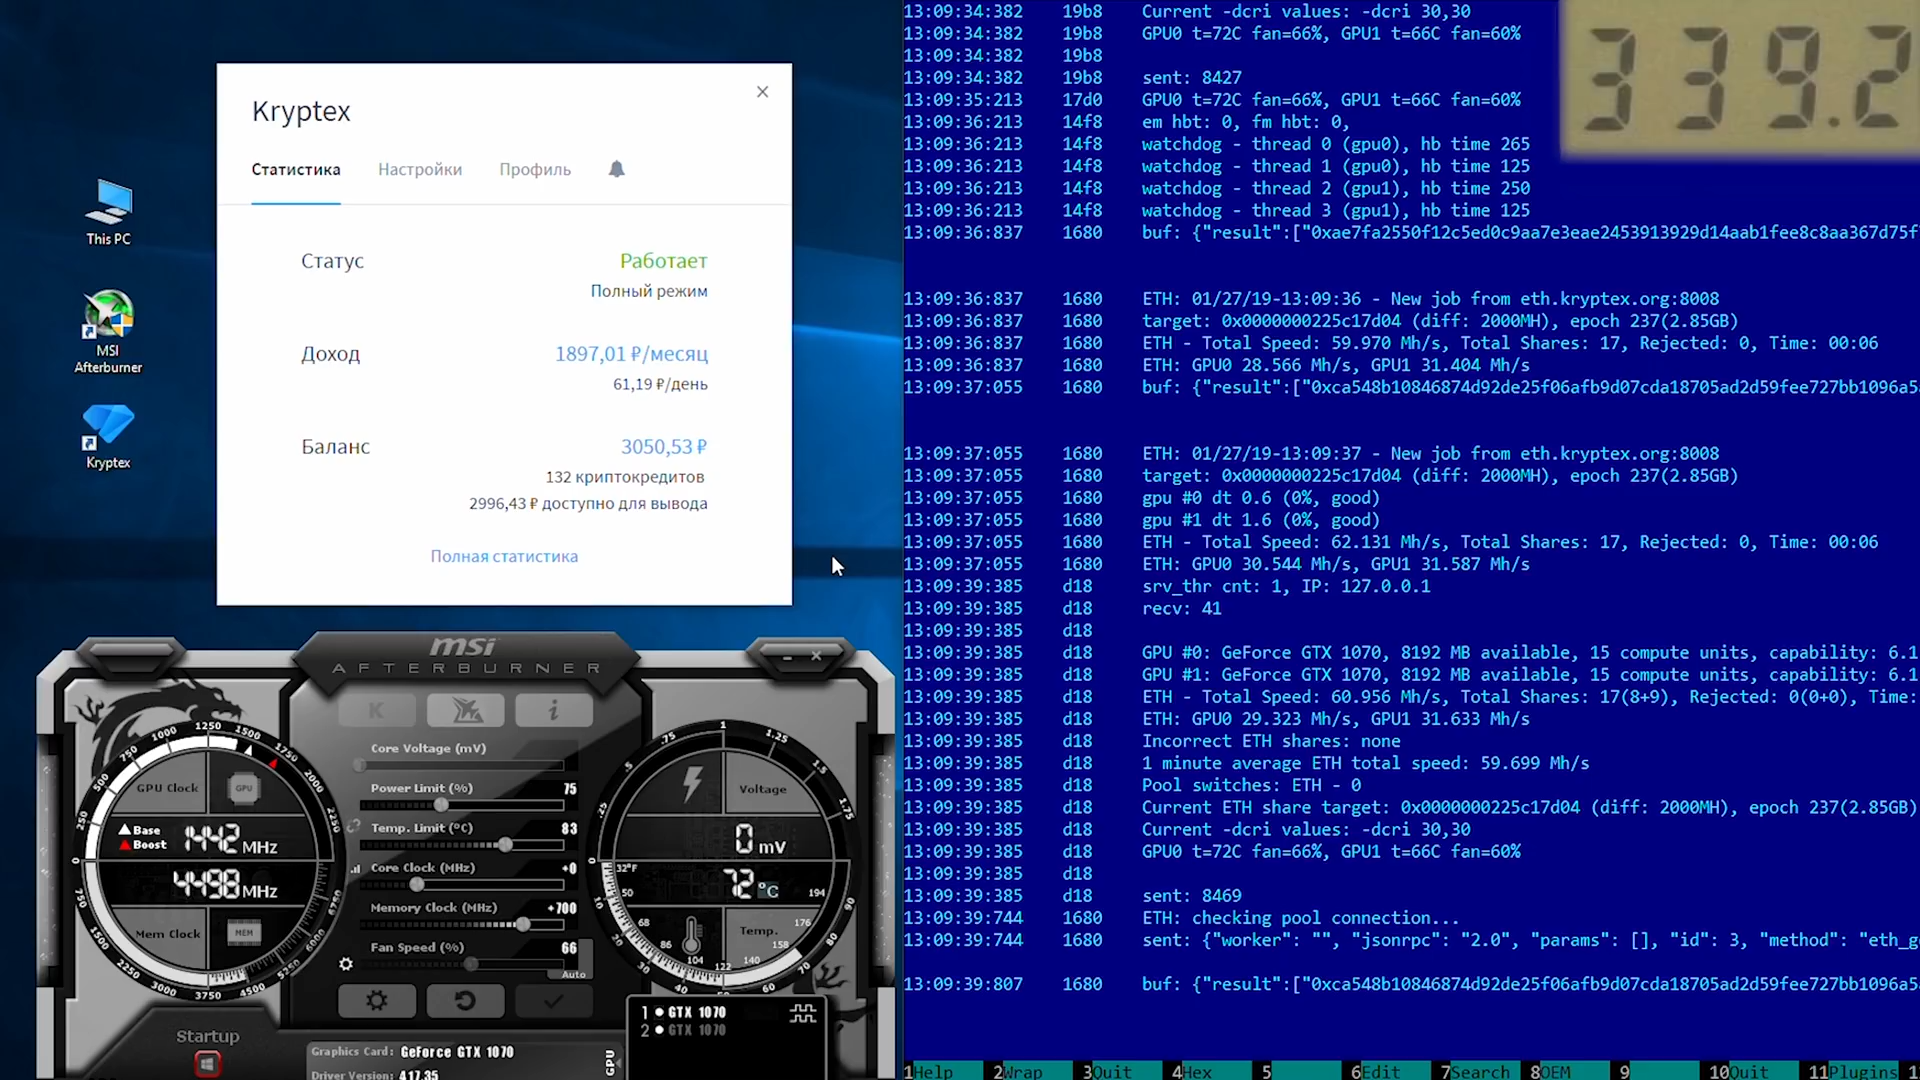 Kryptex
Статистика
Настройки
Профиль
Статус
Работает
Полный режим
Доход
1897,01 ₽/месяц
61,19 ₽/день
Баланс
3050,53 ₽
132 криптокредитов
2996,43 ₽ доступно для вывода
Полная статистика
This PC
MSI
Afterburner
Kryptex
msi
AFTERBURNER
K
i
Core Voltage (mV)
Power Limit (%) 75
Temp. Limit (°C) 83
Core Clock (MHz) +0
Memory Clock (MHz) +700
Fan Speed (%) 66
Auto
GPU Clock
GPU
Base
Boost
1442 MHz
4498 MHz
Mem Clock
MEM
Voltage
0 mV
72 °C
Temp.
Startup
Graphics Card: GeForce GTX 1070
Driver Version: 417.35
GPU
1 GTX 1070
2 GTX 1070
339.2
13:09:34:382 19b8 Current -dcri values: -dcri 30,30
13:09:34:382 19b8 GPU0 t=72C fan=66%, GPU1 t=66C fan=60%
13:09:34:382 19b8
13:09:34:382 19b8 sent: 8427
13:09:35:213 17d0 GPU0 t=72C fan=66%, GPU1 t=66C fan=60%
13:09:36:213 14f8 em hbt: 0, fm hbt: 0,
13:09:36:213 14f8 watchdog - thread 0 (gpu0), hb time 265
13:09:36:213 14f8 watchdog - thread 1 (gpu0), hb time 125
13:09:36:213 14f8 watchdog - thread 2 (gpu1), hb time 250
13:09:36:213 14f8 watchdog - thread 3 (gpu1), hb time 125
13:09:36:837 1680 buf: {"result":["0xae7fa2550f12c5ed0c9aa7e3eae2453913929d14aab1fee8c8aa367d75f
13:09:36:837 1680 ETH: 01/27/19-13:09:36 - New job from eth.kryptex.org:8008
13:09:36:837 1680 target: 0x0000000225c17d04 (diff: 2000MH), epoch 237(2.85GB)
13:09:36:837 1680 ETH - Total Speed: 59.970 Mh/s, Total Shares: 17, Rejected: 0, Time: 00:06
13:09:36:837 1680 ETH: GPU0 28.566 Mh/s, GPU1 31.404 Mh/s
13:09:37:055 1680 buf: {"result":["0xca548b10846874d92de25f06afb9d07cda18705ad2d59fee727bb1096a5
13:09:37:055 1680 ETH: 01/27/19-13:09:37 - New job from eth.kryptex.org:8008
13:09:37:055 1680 target: 0x0000000225c17d04 (diff: 2000MH), epoch 237(2.85GB)
13:09:37:055 1680 gpu #0 dt 0.6 (0%, good)
13:09:37:055 1680 gpu #1 dt 1.6 (0%, good)
13:09:37:055 1680 ETH - Total Speed: 62.131 Mh/s, Total Shares: 17, Rejected: 0, Time: 00:06
13:09:37:055 1680 ETH: GPU0 30.544 Mh/s, GPU1 31.587 Mh/s
13:09:39:385 d18 srv_thr cnt: 1, IP: 127.0.0.1
13:09:39:385 d18 recv: 41
13:09:39:385 d18
13:09:39:385 d18 GPU #0: GeForce GTX 1070, 8192 MB available, 15 compute units, capability: 6.1
13:09:39:385 d18 GPU #1: GeForce GTX 1070, 8192 MB available, 15 compute units, capability: 6.1
13:09:39:385 d18 ETH - Total Speed: 60.956 Mh/s, Total Shares: 17(8+9), Rejected: 0(0+0), Time:
13:09:39:385 d18 ETH: GPU0 29.323 Mh/s, GPU1 31.633 Mh/s
13:09:39:385 d18 Incorrect ETH shares: none
13:09:39:385 d18 1 minute average ETH total speed: 59.699 Mh/s
13:09:39:385 d18 Pool switches: ETH - 0
13:09:39:385 d18 Current ETH share target: 0x0000000225c17d04 (diff: 2000MH), epoch 237(2.85GB)
13:09:39:385 d18 Current -dcri values: -dcri 30,30
13:09:39:385 d18 GPU0 t=72C fan=66%, GPU1 t=66C fan=60%
13:09:39:385 d18
13:09:39:385 d18 sent: 8469
13:09:39:744 1680 ETH: checking pool connection...
13:09:39:744 1680 sent: {"worker": "", "jsonrpc": "2.0", "params": [], "id": 3, "method": "eth_g
13:09:39:807 1680 buf: {"result":["0xca548b10846874d92de25f06afb9d07cda18705ad2d59fee727bb1096a5
1Help 2Wrap 3Quit 4Hex 5 6Edit 7Search 8OEM 9 10Quit 11Plugins